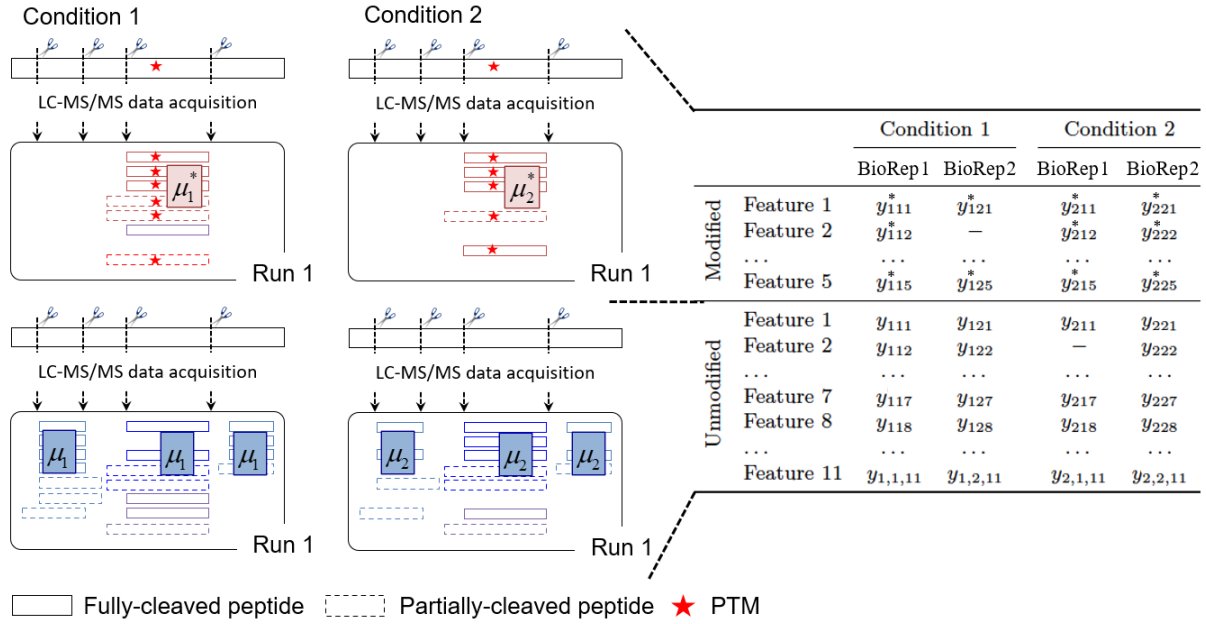 Condition 1
Condition 2
LC-MS/MS data acquisition
LC-MS/MS data acquisition
μ₁*
μ₂*
Run 1
Run 1
LC-MS/MS data acquisition
LC-MS/MS data acquisition
μ₁ μ₁ μ₁
μ₂ μ₂ μ₂
Run 1
Run 1
Fully-cleaved peptide
Partially-cleaved peptide
PTM
Condition 1 Condition 2
BioRep1 BioRep2 BioRep1 BioRep2
Modified
Feature 1 y*₁₁₁ y*₁₂₁ y*₂₁₁ y*₂₂₁
Feature 2 y*₁₁₂ – y*₂₁₂ y*₂₂₂
... ... ... ... ...
Feature 5 y*₁₁₅ y*₁₂₅ y*₂₁₅ y*₂₂₅
Unmodified
Feature 1 y₁₁₁ y₁₂₁ y₂₁₁ y₂₂₁
Feature 2 y₁₁₂ y₁₂₂ – y₂₂₂
... ... ... ... ...
Feature 7 y₁₁₇ y₁₂₇ y₂₁₇ y₂₂₇
Feature 8 y₁₁₈ y₁₂₈ y₂₁₈ y₂₂₈
... ... ... ... ...
Feature 11 y₁,₁,₁₁ y₁,₂,₁₁ y₂,₁,₁₁ y₂,₂,₁₁